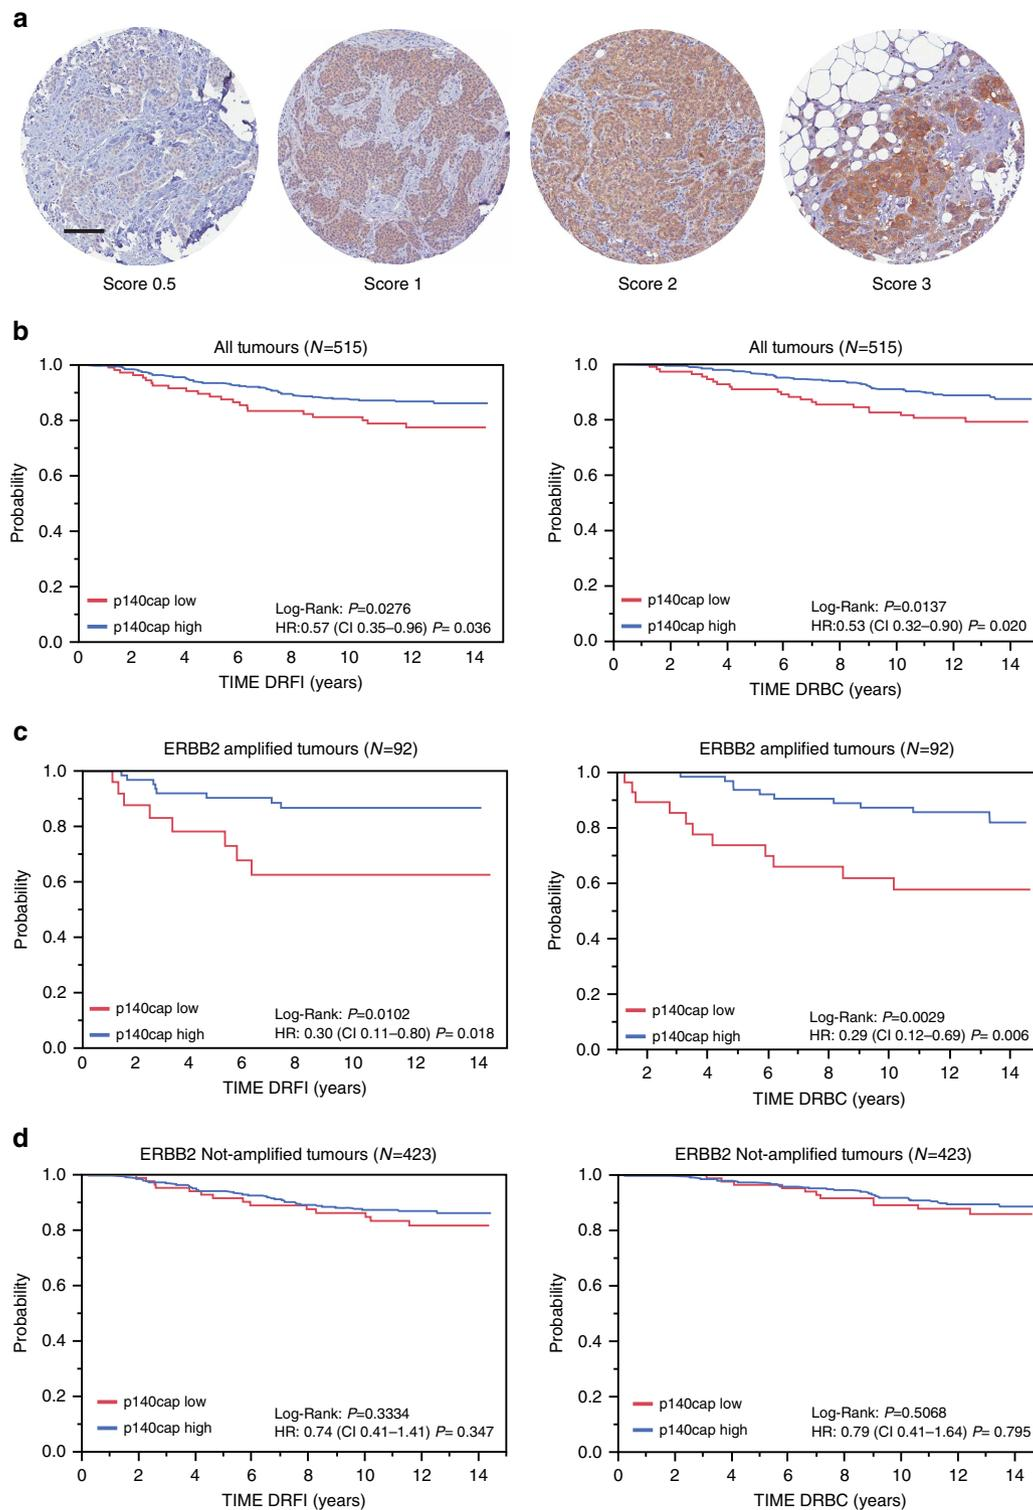 a
Score 0.5
Score 1
Score 2
Score 3
b
All tumours (N=515)
1.0
0.8
0.6
0.4
0.2
0.0
Probability
p140cap low
p140cap high
Log-Rank: P=0.0276
HR:0.57 (CI 0.35–0.96) P= 0.036
0 2 4 6 8 10 12 14
TIME DRFI (years)
All tumours (N=515)
1.0
0.8
0.6
0.4
0.2
0.0
Probability
p140cap low
p140cap high
Log-Rank: P=0.0137
HR:0.53 (CI 0.32–0.90) P= 0.020
0 2 4 6 8 10 12 14
TIME DRBC (years)
c
ERBB2 amplified tumours (N=92)
1.0
0.8
0.6
0.4
0.2
0.0
Probability
p140cap low
p140cap high
Log-Rank: P=0.0102
HR: 0.30 (CI 0.11–0.80) P= 0.018
0 2 4 6 8 10 12 14
TIME DRFI (years)
ERBB2 amplified tumours (N=92)
1.0
0.8
0.6
0.4
0.2
0.0
Probability
p140cap low
p140cap high
Log-Rank: P=0.0029
HR: 0.29 (CI 0.12–0.69) P= 0.006
2 4 6 8 10 12 14
TIME DRBC (years)
d
ERBB2 Not-amplified tumours (N=423)
1.0
0.8
0.6
0.4
0.2
0.0
Probability
p140cap low
p140cap high
Log-Rank: P=0.3334
HR: 0.74 (CI 0.41–1.41) P= 0.347
0 2 4 6 8 10 12 14
TIME DRFI (years)
ERBB2 Not-amplified tumours (N=423)
1.0
0.8
0.6
0.4
0.2
0.0
Probability
p140cap low
p140cap high
Log-Rank: P=0.5068
HR: 0.79 (CI 0.41–1.64) P= 0.795
0 2 4 6 8 10 12 14
TIME DRBC (years)